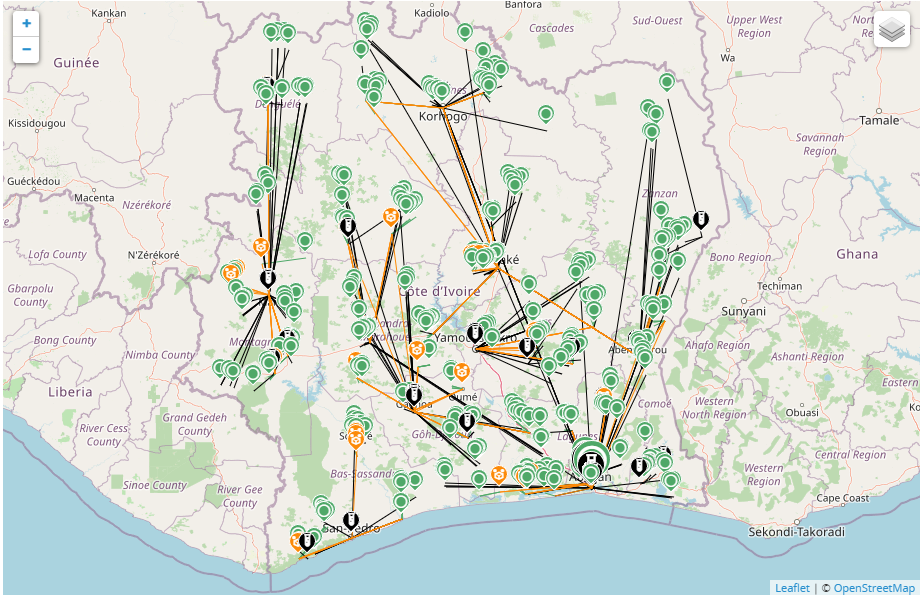 +
−
Kankan
Kadiolo
Banfora
Cascades
Sud-Ouest
Upper West
Region
Wa
Guinée
Kissidougou
Korhogo
Tamale
Savannah
Region
Guéckédou
Macenta
Nzérékoré
Zanzan
Lofa County
N'Zérékoré
Bono Region
Ghana
Gbarpolu
County
Côte d'Ivoire
Techiman
Sunyani
Bong County
Nimba County
Ahafo Region
Ashanti Region
Liberia
Comoé
Western
North Region
Obuasi
Eastern
River Cess
County
Grand Gedeh
County
Central Region
Western
Region
Sinoe County
River Gee
County
Bas-Sassandra
Cape Coast
San-Pédro
Sekondi-Takoradi
Leaflet | © OpenStreetMap